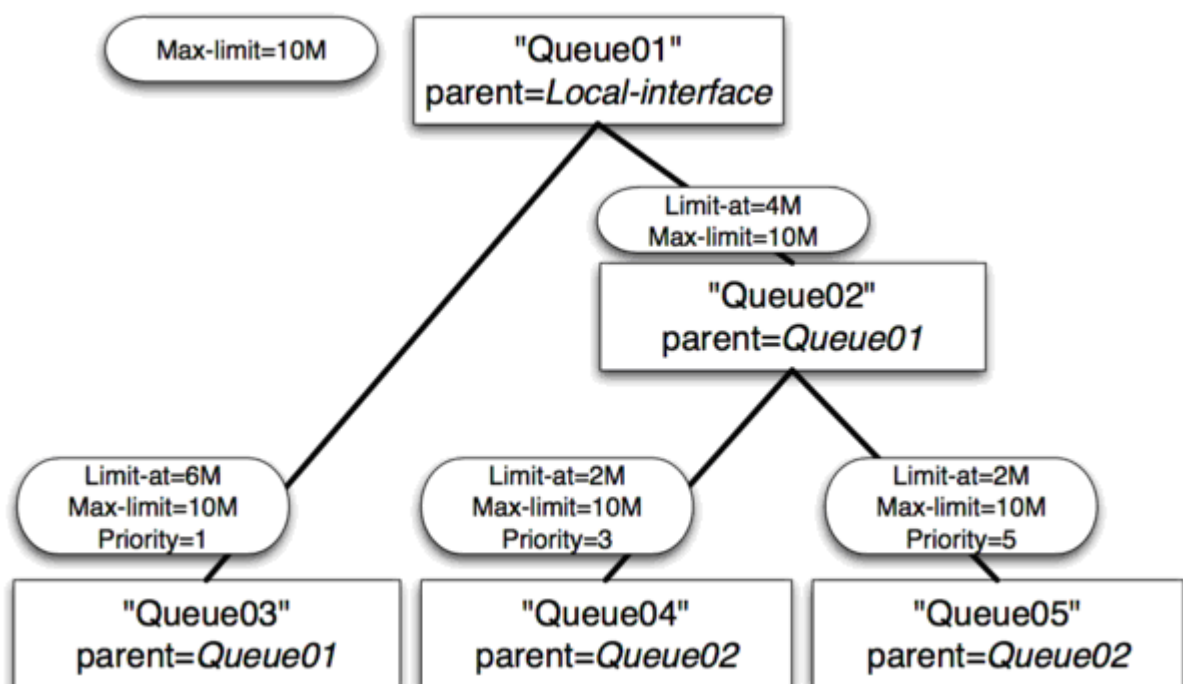 Max-limit=10M
"Queue01"
parent=Local-interface
Limit-at=4M
Max-limit=10M
"Queue02"
parent=Queue01
Limit-at=6M
Max-limit=10M
Priority=1
Limit-at=2M
Max-limit=10M
Priority=3
Limit-at=2M
Max-limit=10M
Priority=5
"Queue03"
parent=Queue01
"Queue04"
parent=Queue02
"Queue05"
parent=Queue02